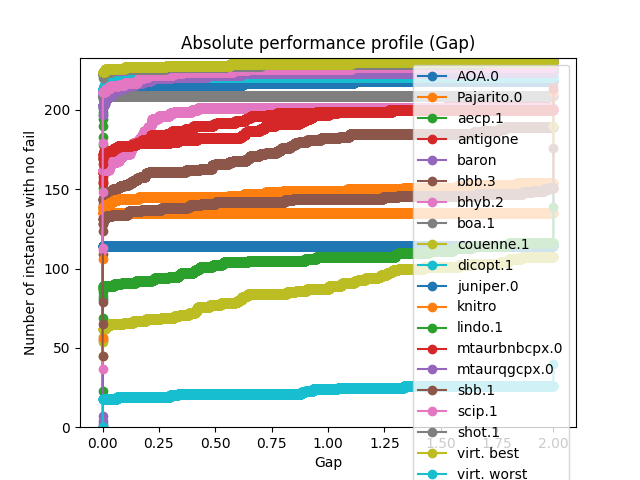 Absolute performance profile (Gap)
Number of instances with no fail
200
150
100
50
0
0.00 0.25 0.50 0.75 1.00 1.25 1.50 1.75 2.00
Gap
AOA.0
Pajarito.0
aecp.1
antigone
baron
bbb.3
bhyb.2
boa.1
couenne.1
dicopt.1
juniper.0
knitro
lindo.1
mtaurbnbcpx.0
mtaurqgcpx.0
sbb.1
scip.1
shot.1
virt. best
virt. worst